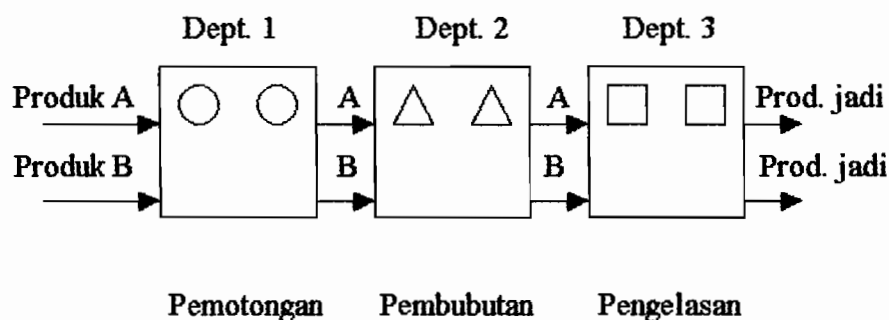 Dept. 1 Dept. 2 Dept. 3
Produk A A A Prod. jadi
Produk B B B Prod. jadi
Pemotongan Pembubutan Pengelasan